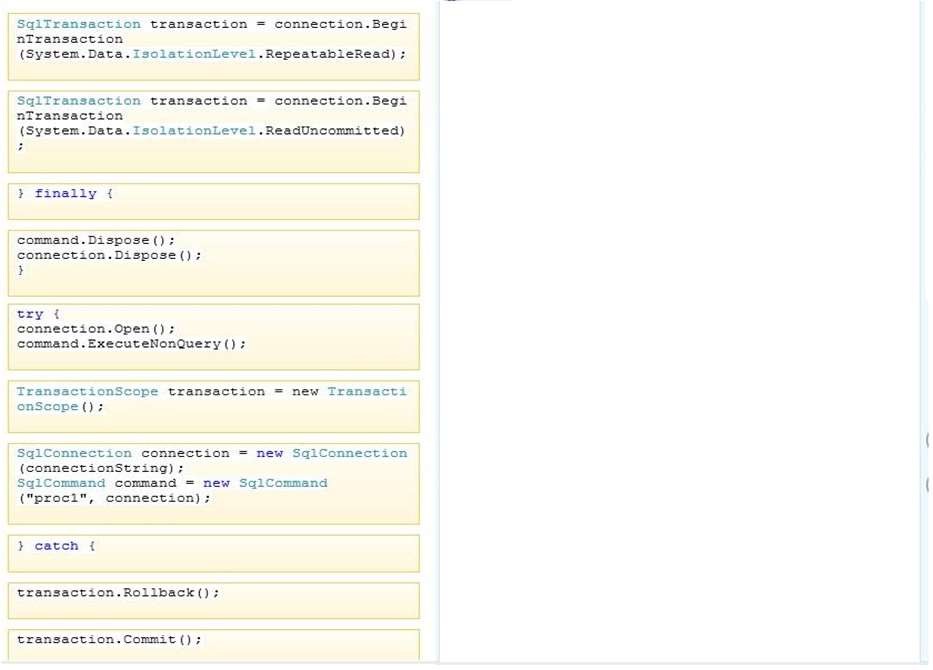 SqlTransaction transaction = connection.Begi
nTransaction
(System.Data.IsolationLevel.RepeatableRead);
SqlTransaction transaction = connection.Begi
nTransaction
(System.Data.IsolationLevel.ReadUncommitted)
;
} finally {
command.Dispose();
connection.Dispose();
}
try {
connection.Open();
command.ExecuteNonQuery();
TransactionScope transaction = new Transacti
onScope();
SqlConnection connection = new SqlConnection
(connectionString);
SqlCommand command = new SqlCommand
("proc1", connection);
} catch {
transaction.Rollback();
transaction.Commit();